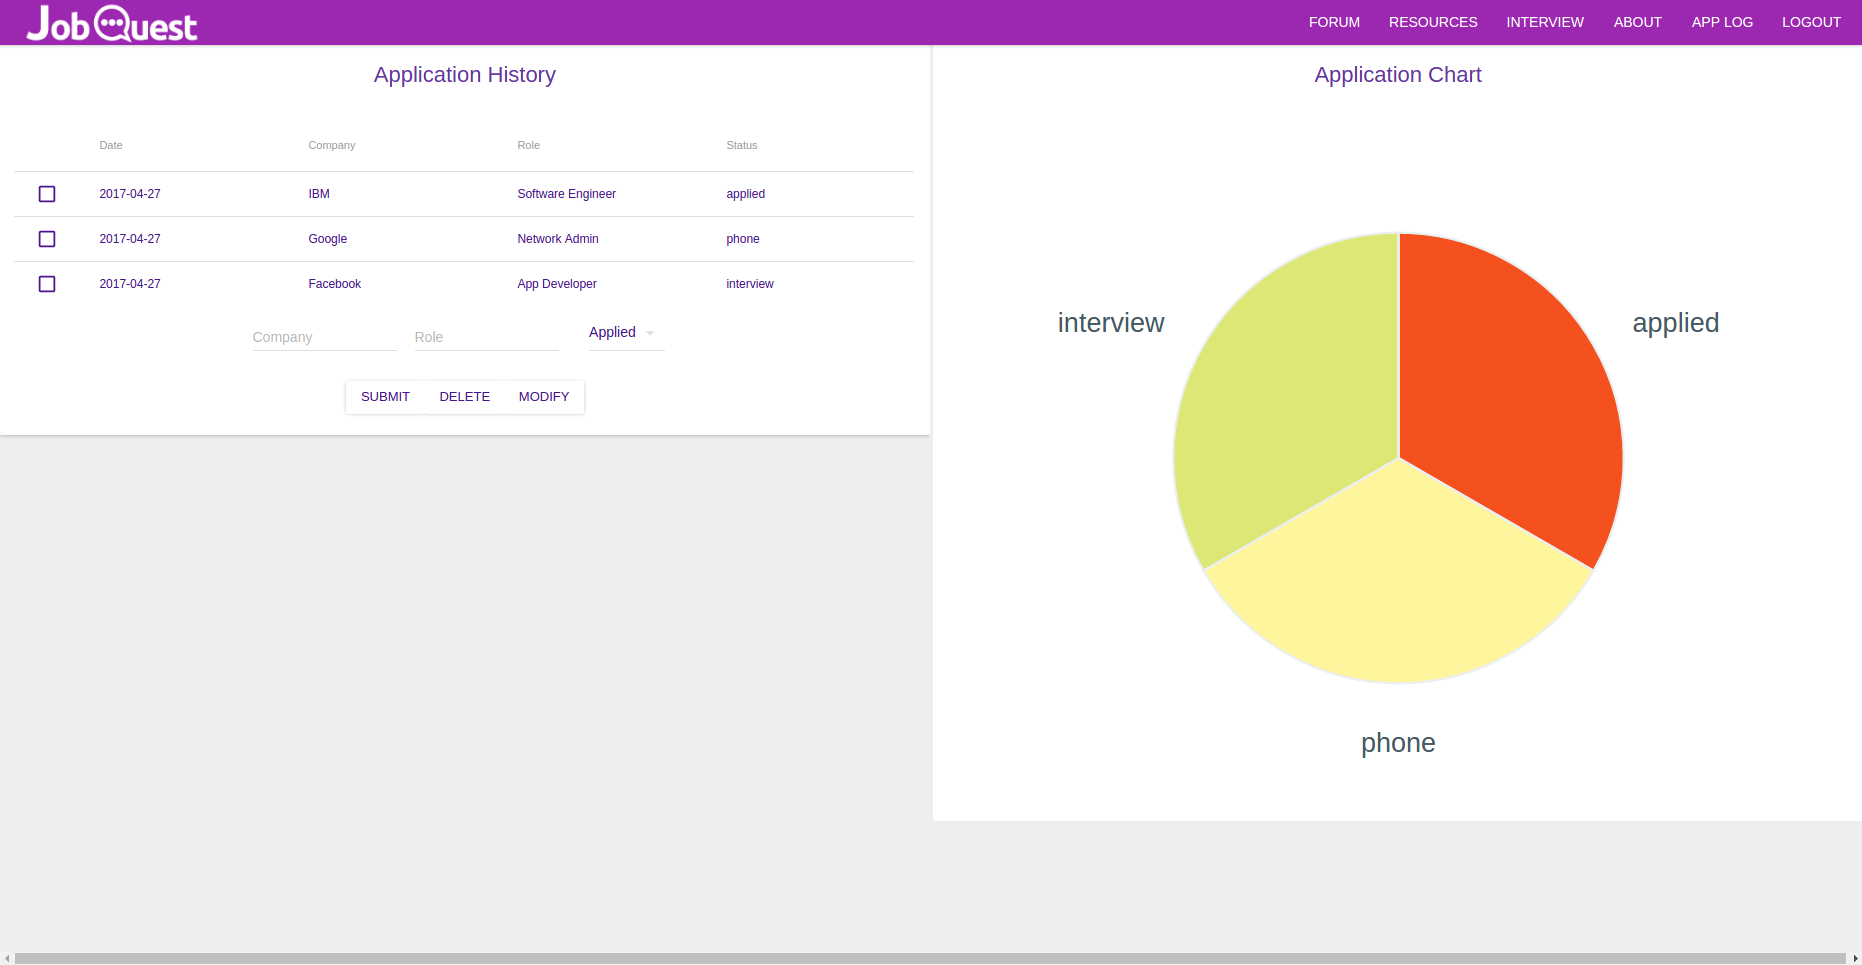 JobQuest
FORUM RESOURCES INTERVIEW ABOUT APP LOG LOGOUT
Application History
Date Company Role Status
2017-04-27 IBM Software Engineer applied
2017-04-27 Google Network Admin phone
2017-04-27 Facebook App Developer interview
Company Role Applied
SUBMIT DELETE MODIFY
Application Chart
interview
applied
phone